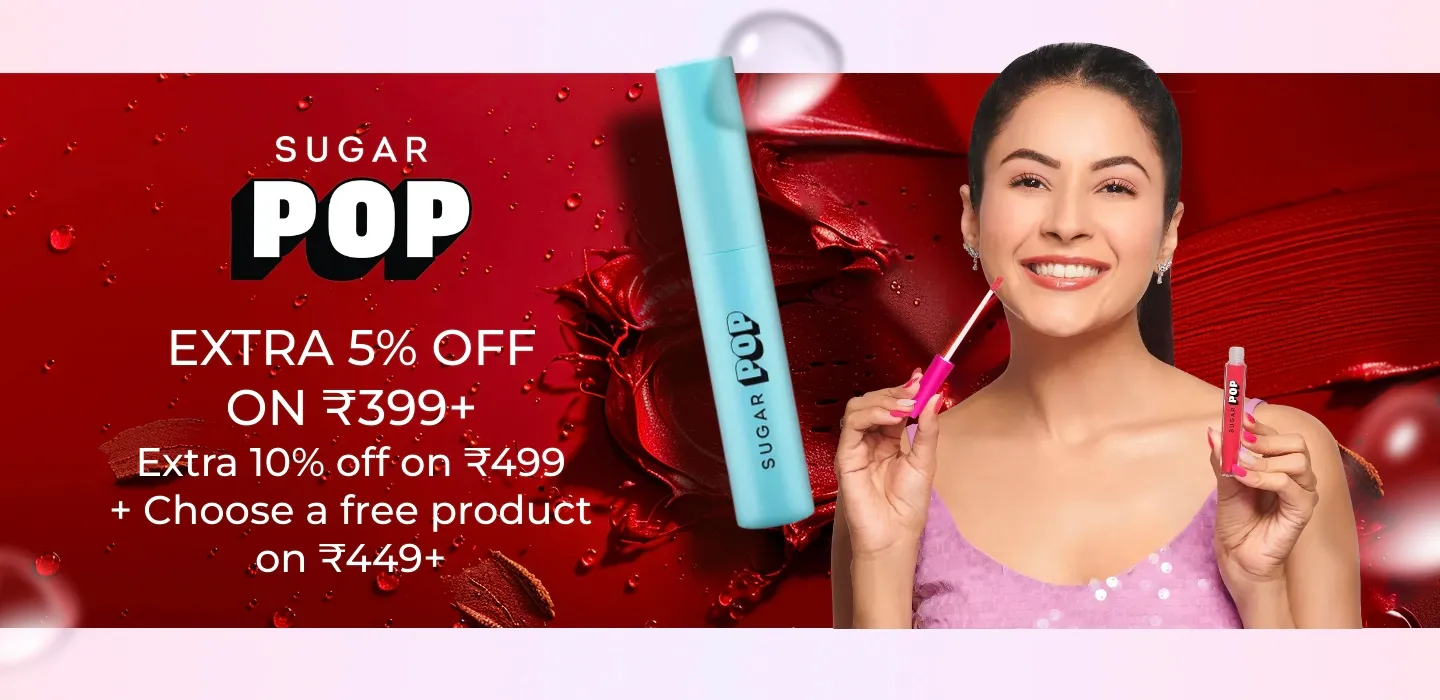 SUGAR
POP
EXTRA 5% OFF
ON ₹399+
Extra 10% off on ₹499
+ Choose a free product
on ₹449+
SUGAR POP
SUGAR POP